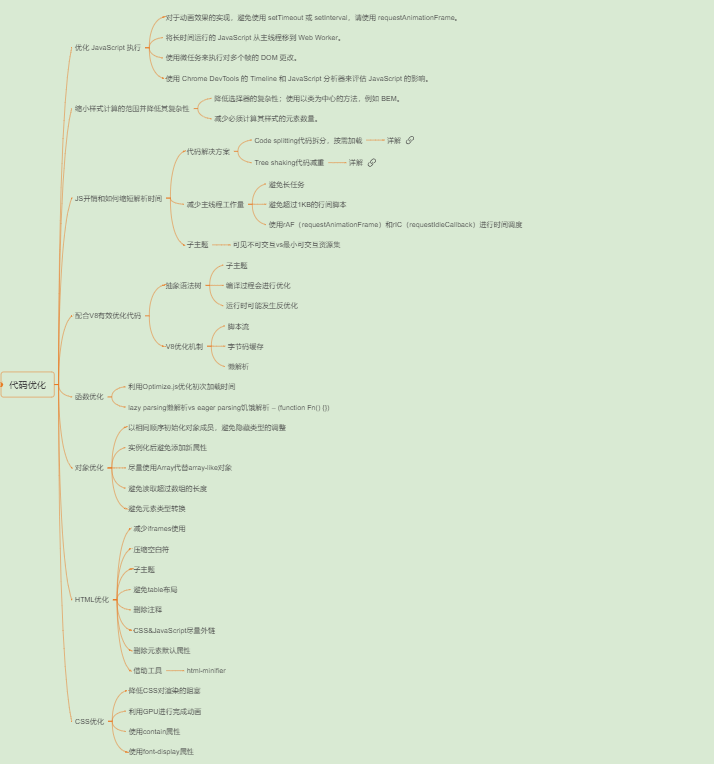 代码优化
优化 JavaScript 执行
对于动画效果的实现，避免使用 setTimeout 或 setInterval，请使用 requestAnimationFrame。
将长时间运行的 JavaScript 从主线程移到 Web Worker。
使用微任务来执行对多个帧的 DOM 更改。
使用 Chrome DevTools 的 Timeline 和 JavaScript 分析器来评估 JavaScript 的影响。
缩小样式计算的范围并降低其复杂性
降低选择器的复杂性；使用以类为中心的方法，例如 BEM。
减少必须计算其样式的元素数量。
JS开销和如何缩短解析时间
代码解决方案
Code splitting代码拆分，按需加载
详解
Tree shaking代码减重
详解
减少主线程工作量
避免长任务
避免超过1KB的行间脚本
使用rAF（requestAnimationFrame）和rIC（requestIdleCallback）进行时间调度
子主题
可见不可交互vs最小可交互资源集
配合V8有效优化代码
抽象语法树
子主题
编译过程会进行优化
运行时可能发生反优化
V8优化机制
脚本流
字节码缓存
懒解析
函数优化
利用Optimize.js优化初次加载时间
lazy parsing懒解析vs eager parsing饥饿解析 -- (function Fn() {})
对象优化
以相同顺序初始化对象成员，避免隐藏类型的调整
实例化后避免添加新属性
尽量使用Array代替array-like对象
避免读取超过数组的长度
避免元素类型转换
HTML优化
减少iframes使用
压缩空白符
子主题
避免table布局
删除注释
CSS&JavaScript尽量外链
删除元素默认属性
借助工具
html-minifier
CSS优化
降低CSS对渲染的阻塞
利用GPU进行完成动画
使用contain属性
使用font-display属性